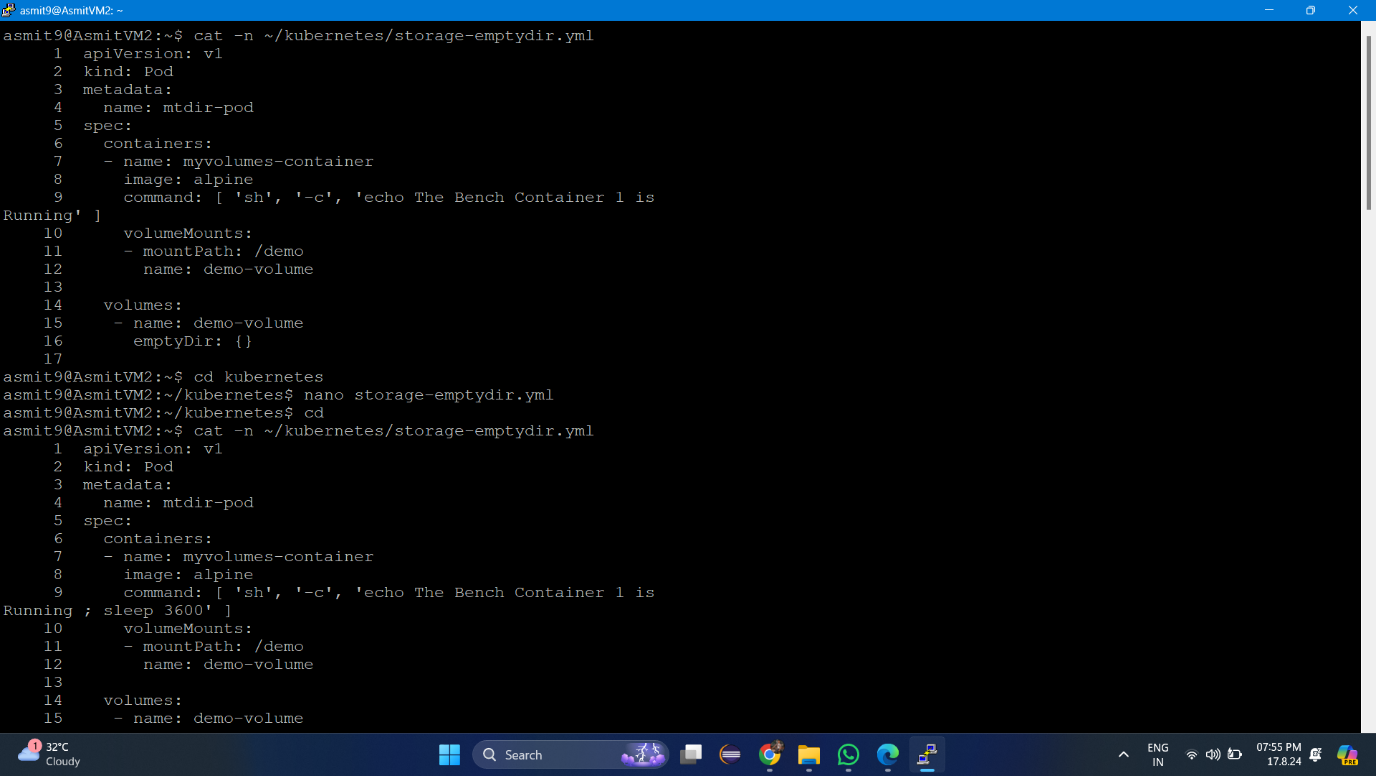 asmit9@AsmitVM2: ~
asmit9@AsmitVM2:~$ cat -n ~/kubernetes/storage-emptydir.yml
     1  apiVersion: v1
     2  kind: Pod
     3  metadata:
     4    name: mtdir-pod
     5  spec:
     6    containers:
     7    - name: myvolumes-container
     8      image: alpine
     9      command: [ 'sh', '-c', 'echo The Bench Container 1 is
Running' ]
    10      volumeMounts:
    11      - mountPath: /demo
    12        name: demo-volume
    13
    14    volumes:
    15     - name: demo-volume
    16       emptyDir: {}
    17
asmit9@AsmitVM2:~$ cd kubernetes
asmit9@AsmitVM2:~/kubernetes$ nano storage-emptydir.yml
asmit9@AsmitVM2:~/kubernetes$ cd
asmit9@AsmitVM2:~$ cat -n ~/kubernetes/storage-emptydir.yml
     1  apiVersion: v1
     2  kind: Pod
     3  metadata:
     4    name: mtdir-pod
     5  spec:
     6    containers:
     7    - name: myvolumes-container
     8      image: alpine
     9      command: [ 'sh', '-c', 'echo The Bench Container 1 is
Running ; sleep 3600' ]
    10      volumeMounts:
    11      - mountPath: /demo
    12        name: demo-volume
    13
    14    volumes:
    15     - name: demo-volume
1
32°C
Cloudy
Search
ENG
IN
07:55 PM
17.8.24
PRE